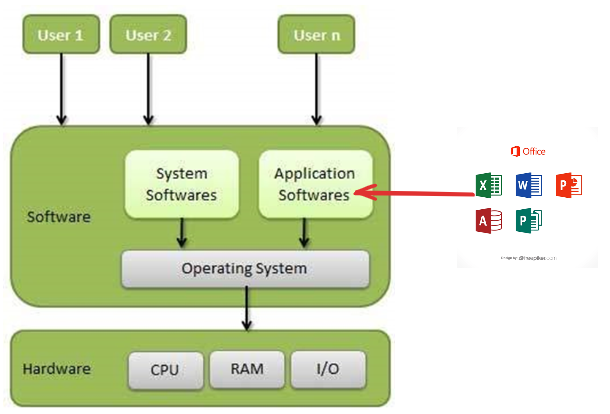 User 1
User 2
User n
System
Softwares
Application
Softwares
Software
Operating System
Hardware
CPU
RAM
I/O
Office
X
W
P
A
P